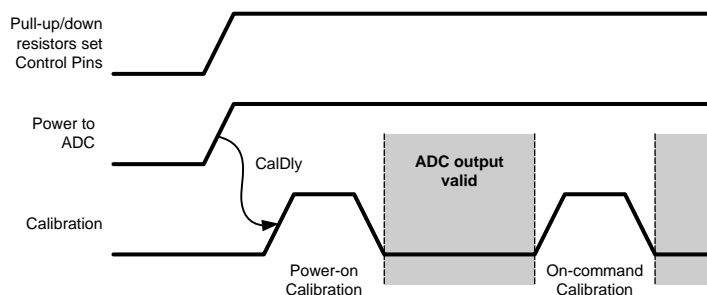 Pull-up/down
resistors set
Control Pins
Power to
ADC
CalDly
ADC output
valid
Calibration
Power-on
Calibration
On-command
Calibration